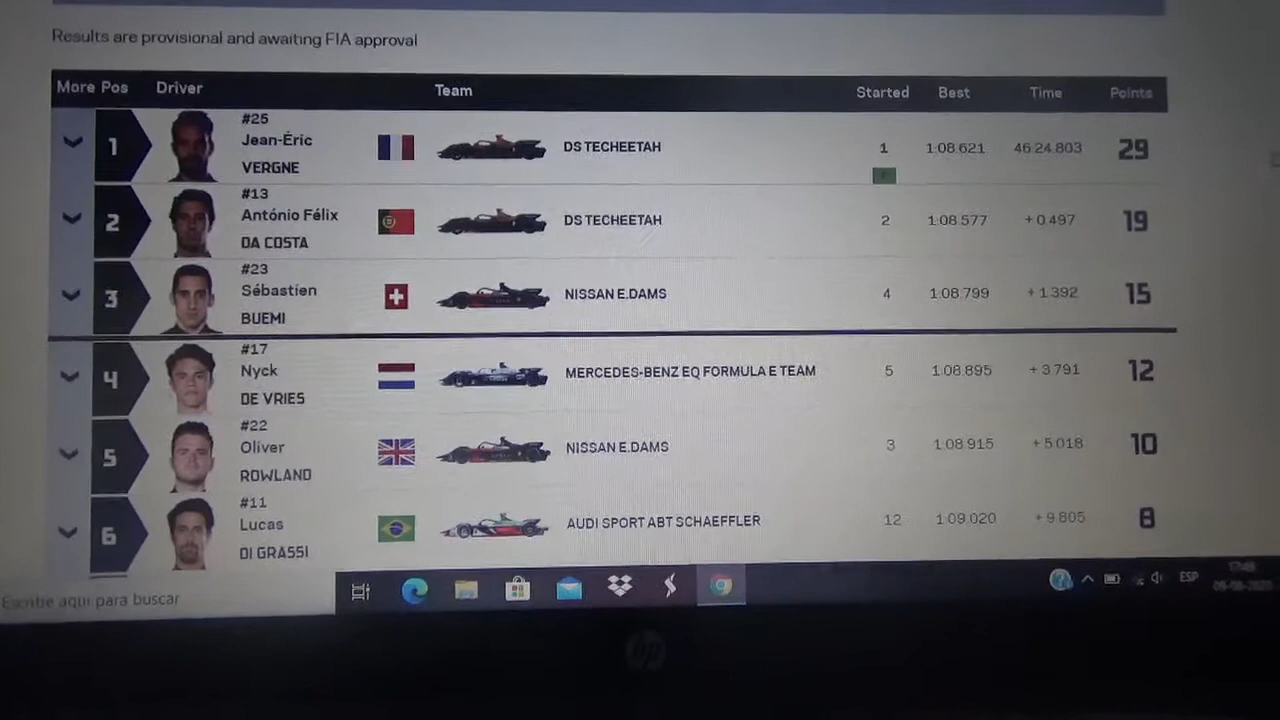 Results are provisional and awaiting FIA approval
More Pos Driver Team Started Best Time Points
1 #25 Jean-Éric VERGNE DS TECHEETAH 1 1:08.621 46:24.803 29
2 #13 António Félix DA COSTA DS TECHEETAH 2 1:08.577 + 0.497 19
3 #23 Sébastien BUEMI NISSAN E.DAMS 4 1:08.799 + 1.392 15
4 #17 Nyck DE VRIES MERCEDES-BENZ EQ FORMULA E TEAM 5 1:08.895 + 3.791 12
5 #22 Oliver ROWLAND NISSAN E.DAMS 3 1:08.915 + 5.018 10
6 #11 Lucas DI GRASSI AUDI SPORT ABT SCHAEFFLER 12 1:09.020 + 9.805 8
Escribe aquí para buscar
ESP
hp